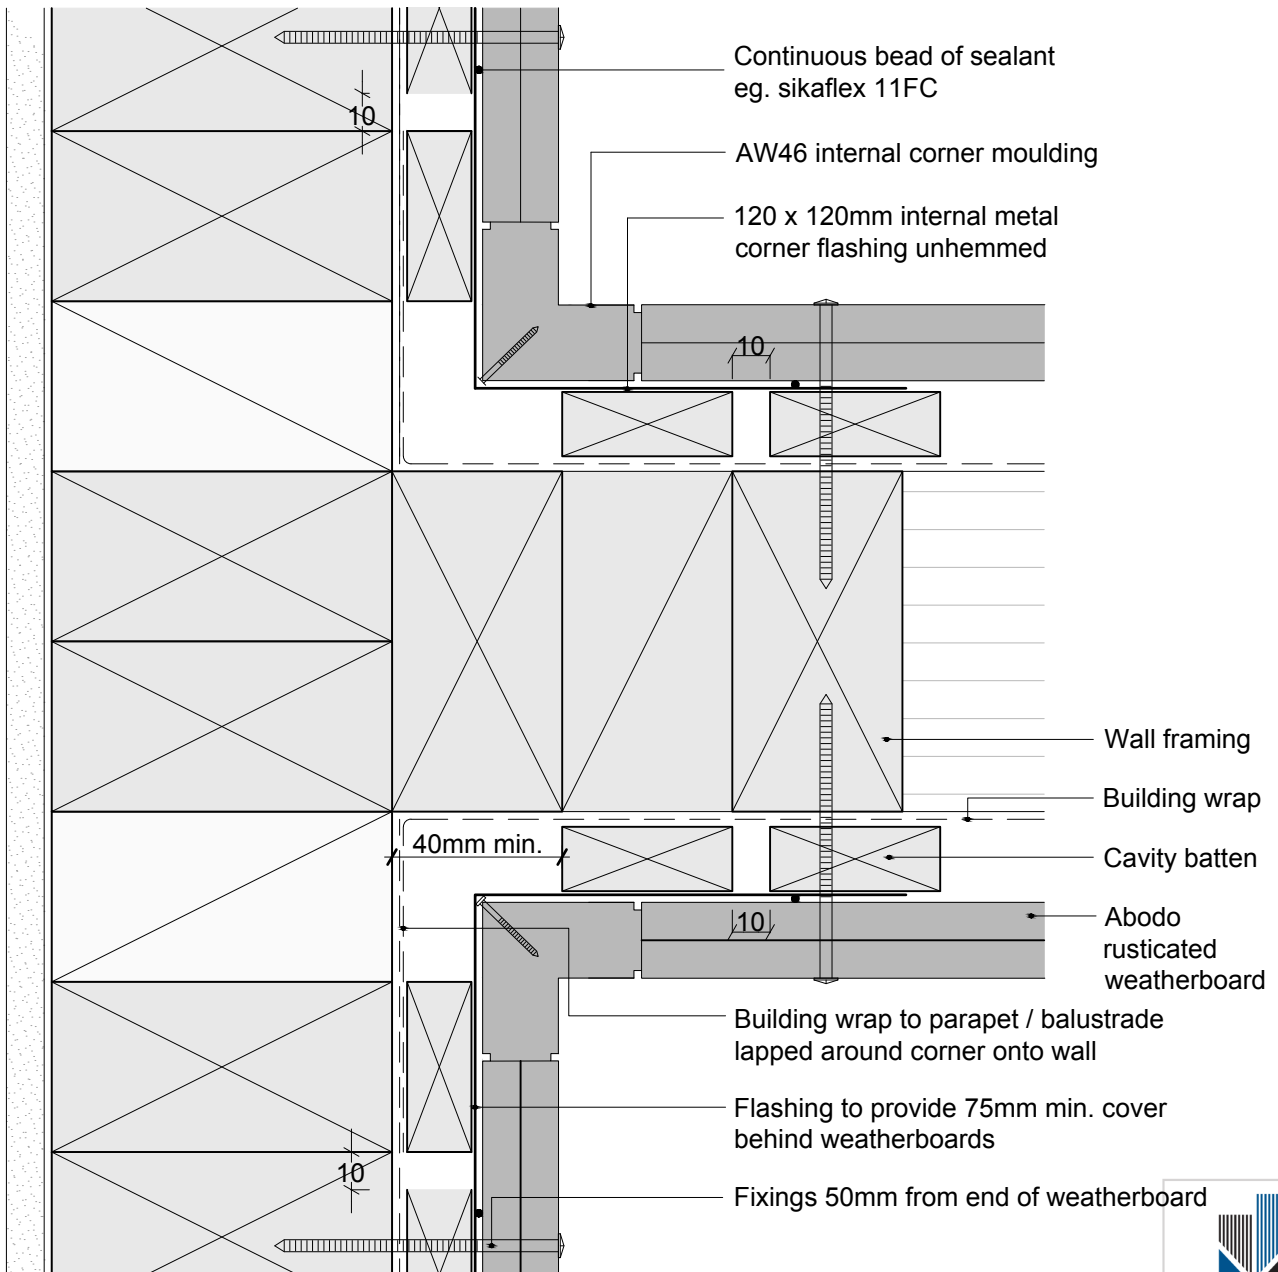 Continuous bead of sealant
eg. sikaflex 11FC
10
AW46 internal corner moulding
120 x 120mm internal metal
corner flashing unhemmed
10
Wall framing
Building wrap
40mm min.
Cavity batten
10
Abodo
rusticated
weatherboard
Building wrap to parapet / balustrade
lapped around corner onto wall
Flashing to provide 75mm min. cover
behind weatherboards
10
Fixings 50mm from end of weatherboard